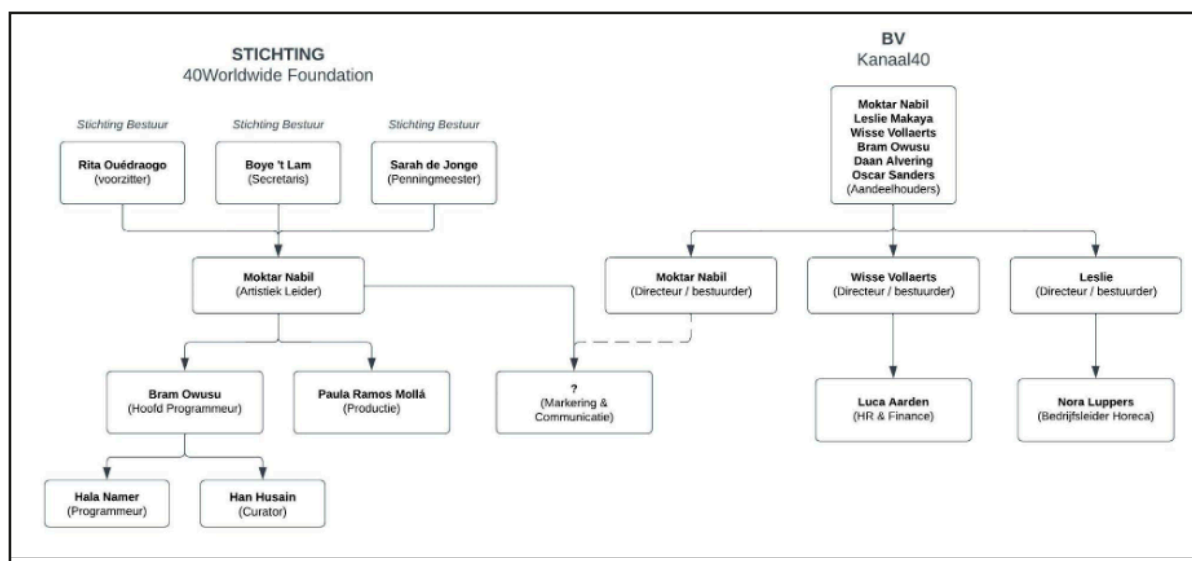 STICHTING
40Worldwide Foundation
Stichting Bestuur
Stichting Bestuur
Stichting Bestuur
Rita Ouédraogo
(voorzitter)
Boye 't Lam
(Secretaris)
Sarah de Jonge
(Penningmeester)
Moktar Nabil
(Artistiek Leider)
Bram Owusu
(Hoofd Programmeur)
Paula Ramos Mollá
(Productie)
?
(Markering &
Communicatie)
Hala Namer
(Programmeur)
Han Husain
(Curator)
BV
Kanaal40
Moktar Nabil
Leslie Makaya
Wisse Vollaerts
Bram Owusu
Daan Alvering
Oscar Sanders
(Aandeelhouders)
Moktar Nabil
(Directeur / bestuurder)
Wisse Vollaerts
(Directeur / bestuurder)
Leslie
(Directeur / bestuurder)
Luca Aarden
(HR & Finance)
Nora Luppers
(Bedrijfsleider Horeca)